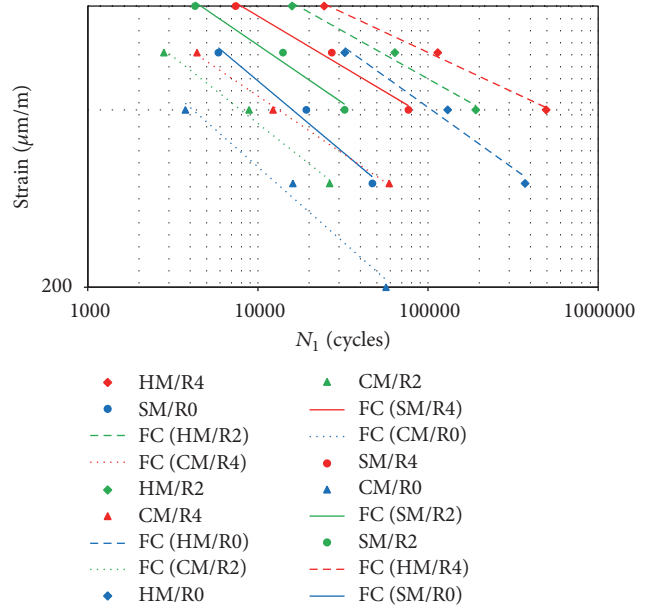 Strain (μm/m)
200
1000
10000
100000
1000000
N1 (cycles)
HM/R4
SM/R0
FC (HM/R2)
FC (CM/R4)
HM/R2
CM/R4
FC (HM/R0)
FC (CM/R2)
HM/R0
CM/R2
FC (SM/R4)
FC (CM/R0)
SM/R4
CM/R0
FC (SM/R2)
SM/R2
FC (HM/R4)
FC (SM/R0)